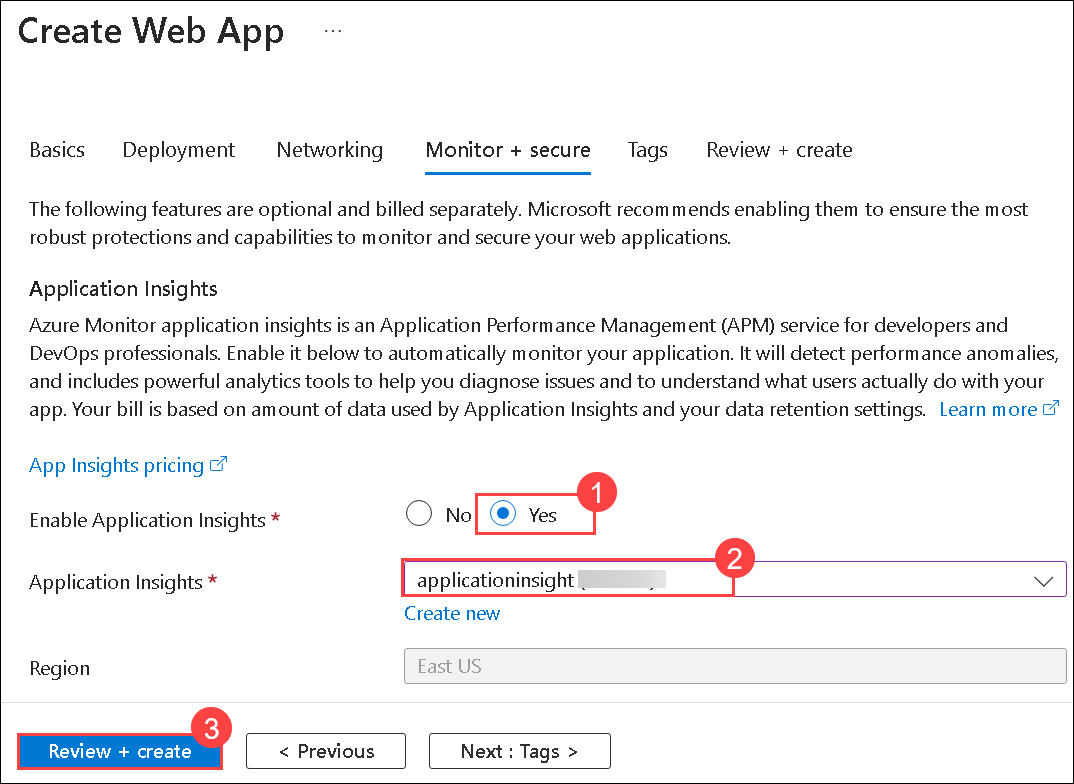 Create Web App ...
Basics Deployment Networking Monitor + secure Tags Review + create
The following features are optional and billed separately. Microsoft recommends enabling them to ensure the most
robust protections and capabilities to monitor and secure your web applications.
Application Insights
Azure Monitor application insights is an Application Performance Management (APM) service for developers and
DevOps professionals. Enable it below to automatically monitor your application. It will detect performance anomalies,
and includes powerful analytics tools to help you diagnose issues and to understand what users actually do with your
app. Your bill is based on amount of data used by Application Insights and your data retention settings. Learn more
App Insights pricing
Enable Application Insights * No Yes 1
Application Insights * applicationinsight 2
Create new
Region East US
Review + create 3 < Previous Next : Tags >